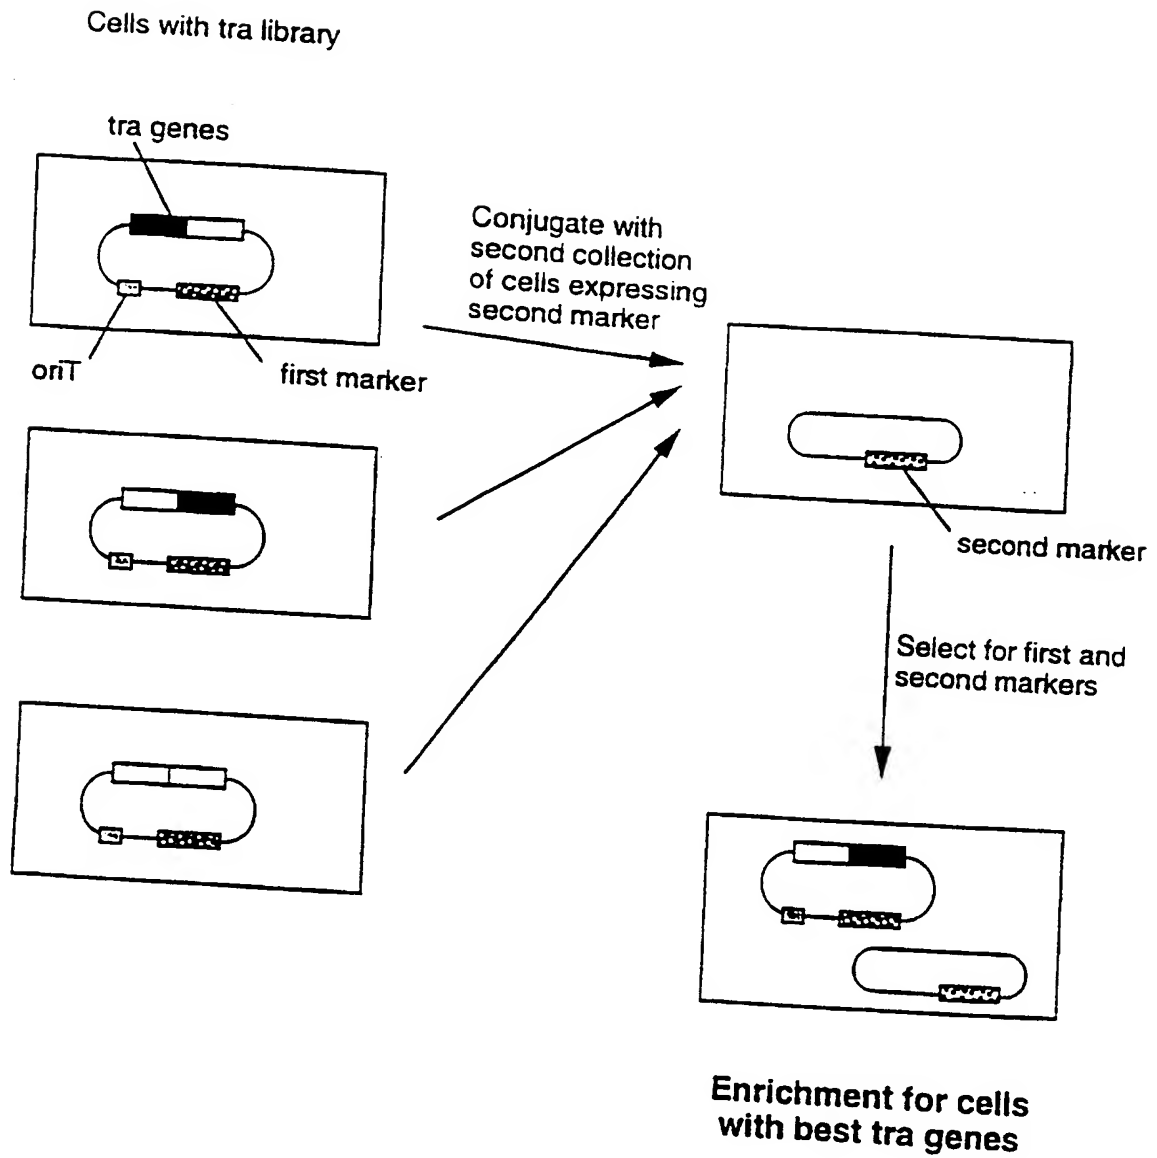 Cells with tra library
tra genes
oriT
first marker
Conjugate with
second collection
of cells expressing
second marker
second marker
Select for first and
second markers
Enrichment for cells
with best tra genes